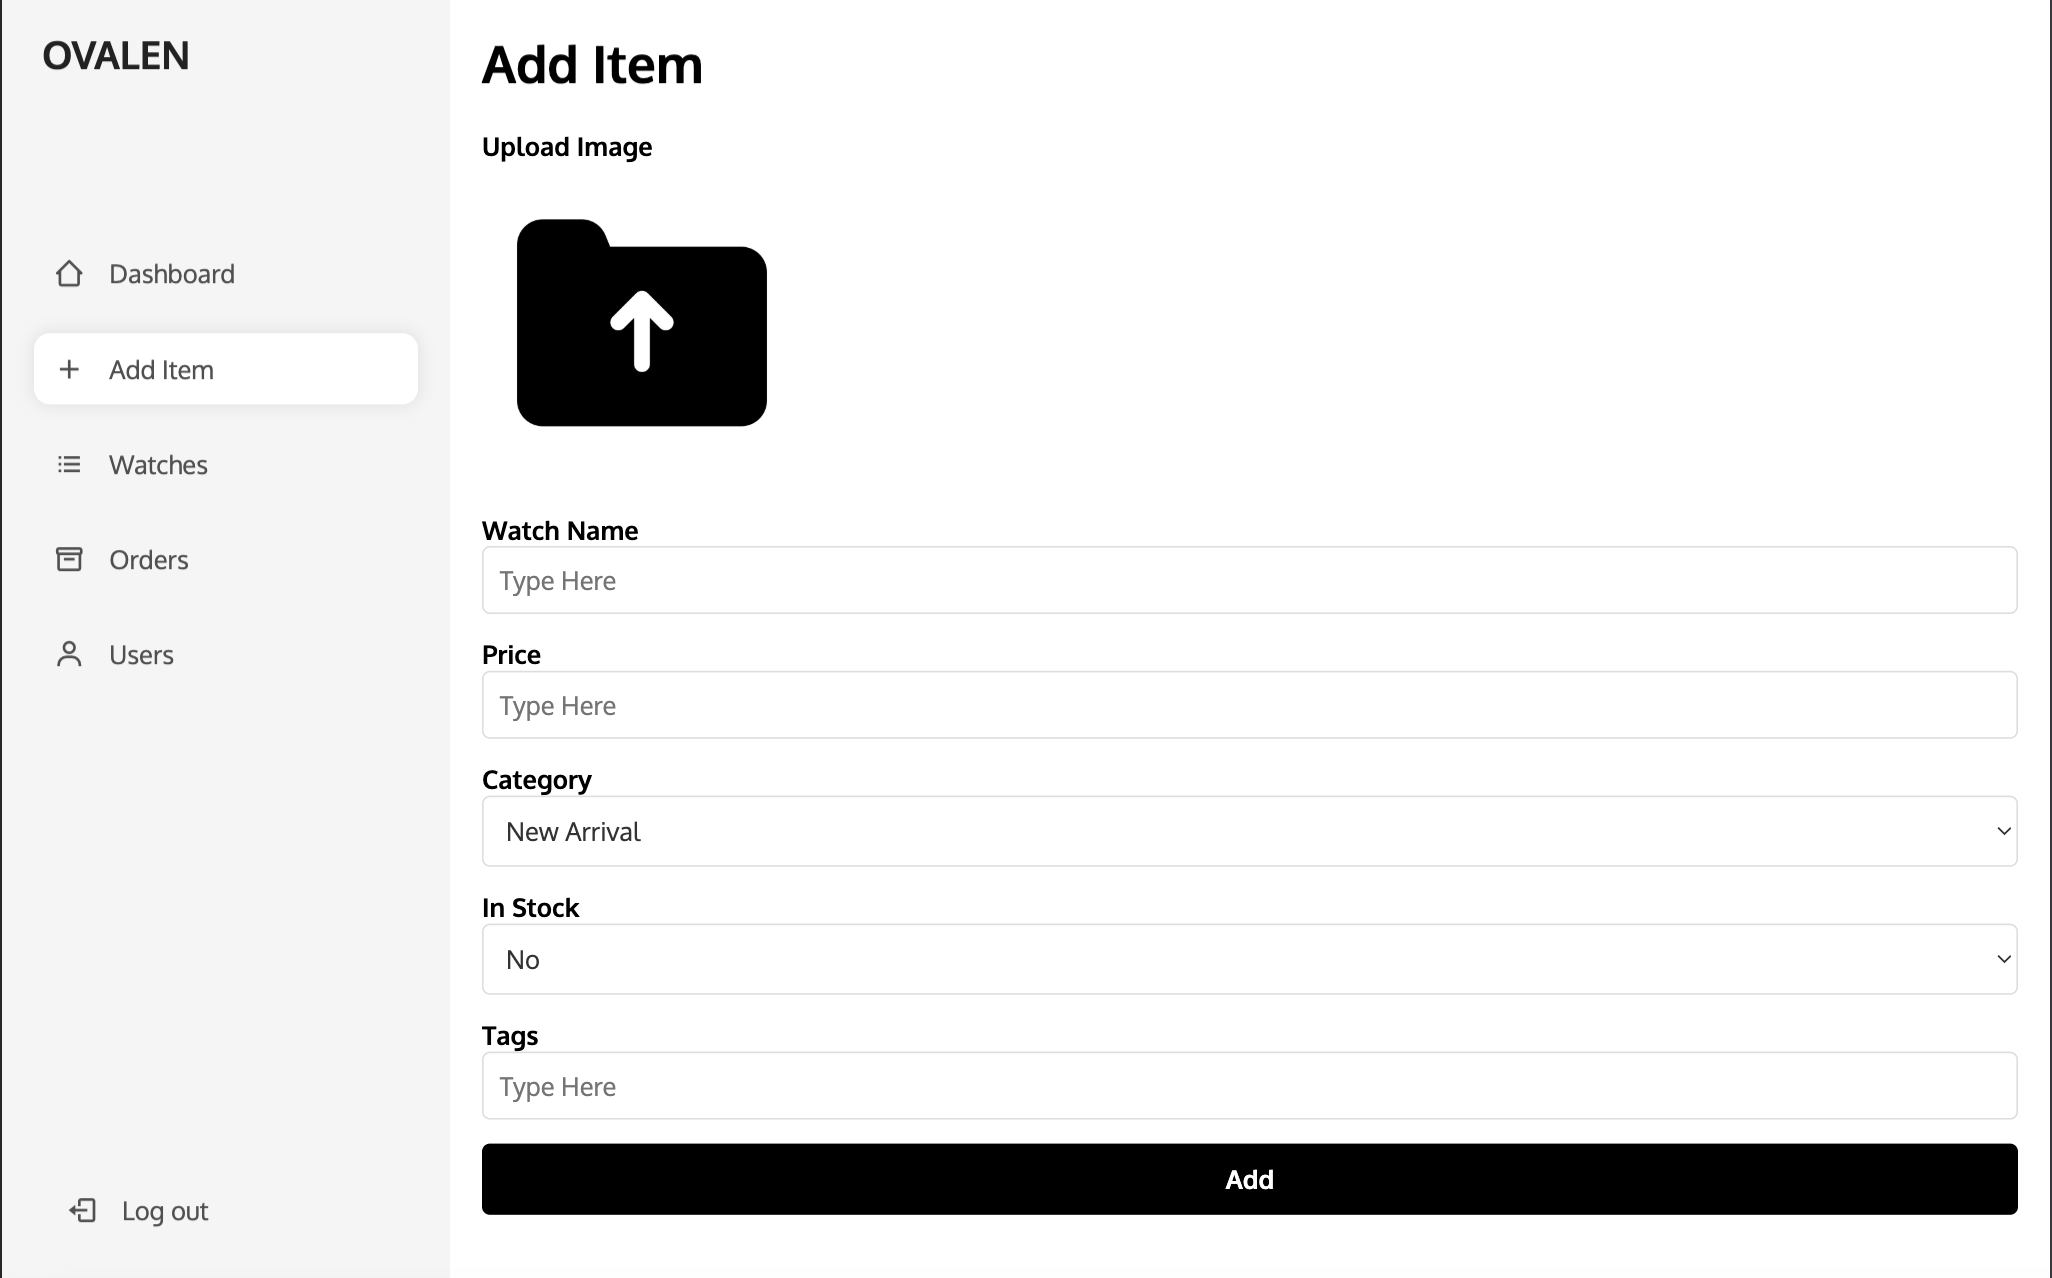 OVALEN
Dashboard
Add Item
Watches
Orders
Users
Log out
Add Item
Upload Image
Watch Name
Type Here
Price
Type Here
Category
New Arrival
In Stock
No
Tags
Type Here
Add